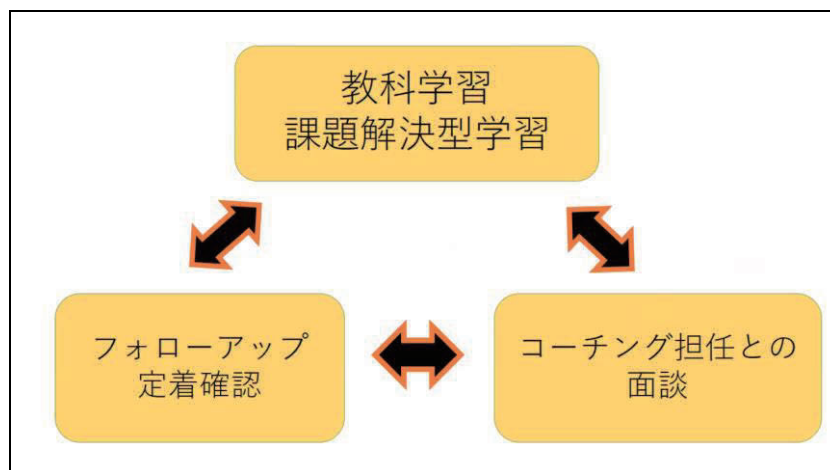 教科学習
課題解決型学習
フォローアップ
定着確認
コーチング担任との
面談